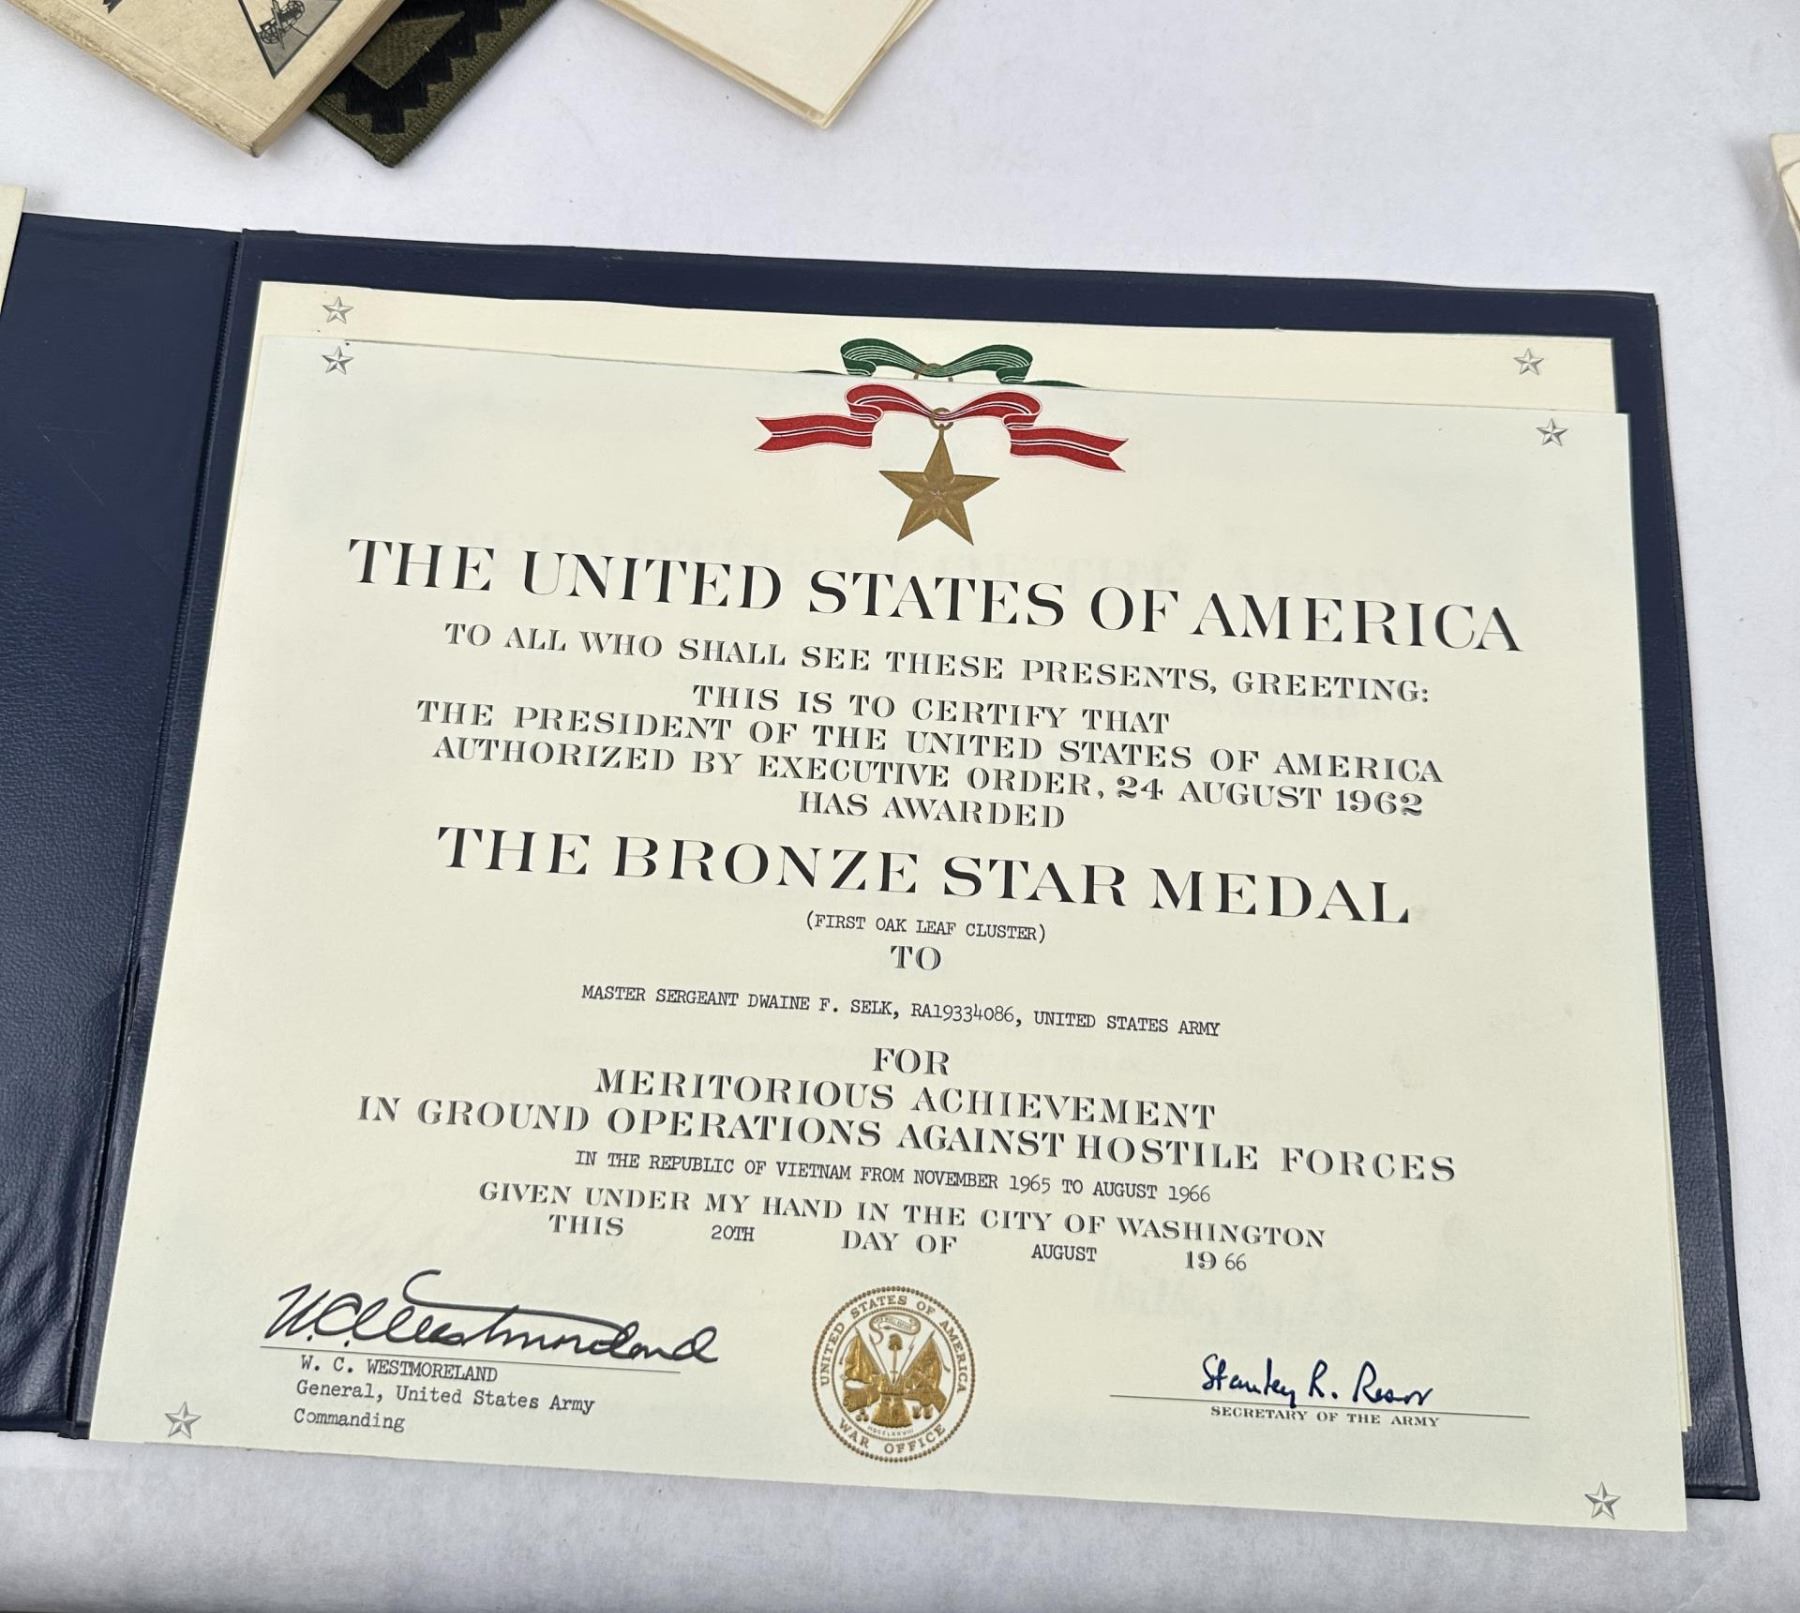 THE UNITED STATES OF AMERICA
TO ALL WHO SHALL SEE THESE PRESENTS, GREETING:
THIS IS TO CERTIFY THAT
THE PRESIDENT OF THE UNITED STATES OF AMERICA
AUTHORIZED BY EXECUTIVE ORDER, 24 AUGUST 1962
HAS AWARDED
THE BRONZE STAR MEDAL
(FIRST OAK LEAF CLUSTER)
TO
MASTER SERGEANT DWAINE F. SELK, RA19334086, UNITED STATES ARMY
FOR
MERITORIOUS ACHIEVEMENT
IN GROUND OPERATIONS AGAINST HOSTILE FORCES
IN THE REPUBLIC OF VIETNAM FROM NOVEMBER 1965 TO AUGUST 1966
GIVEN UNDER MY HAND IN THE CITY OF WASHINGTON
THIS 20TH DAY OF AUGUST 19 66
W.C. Westmoreland
W. C. WESTMORELAND
General, United States Army
Commanding
UNITED STATES OF AMERICA
WAR OFFICE
Stanley R. Resor
SECRETARY OF THE ARMY